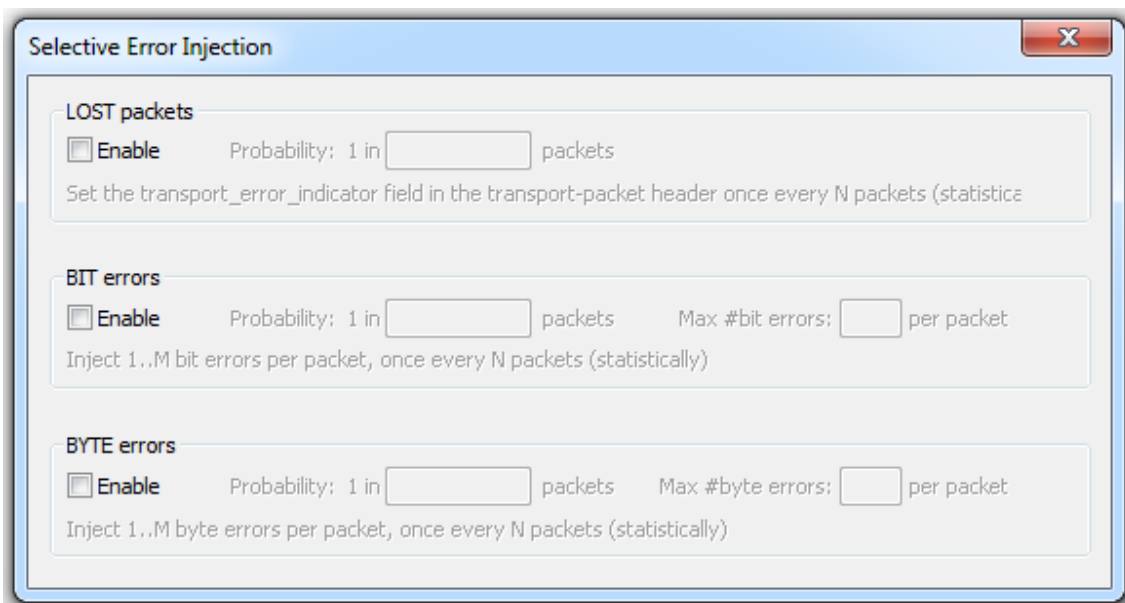 Selective Error Injection
LOST packets
Enable Probability: 1 in packets
Set the transport_error_indicator field in the transport-packet header once every N packets (statistica
BIT errors
Enable Probability: 1 in packets Max #bit errors: per packet
Inject 1..M bit errors per packet, once every N packets (statistically)
BYTE errors
Enable Probability: 1 in packets Max #byte errors: per packet
Inject 1..M byte errors per packet, once every N packets (statistically)